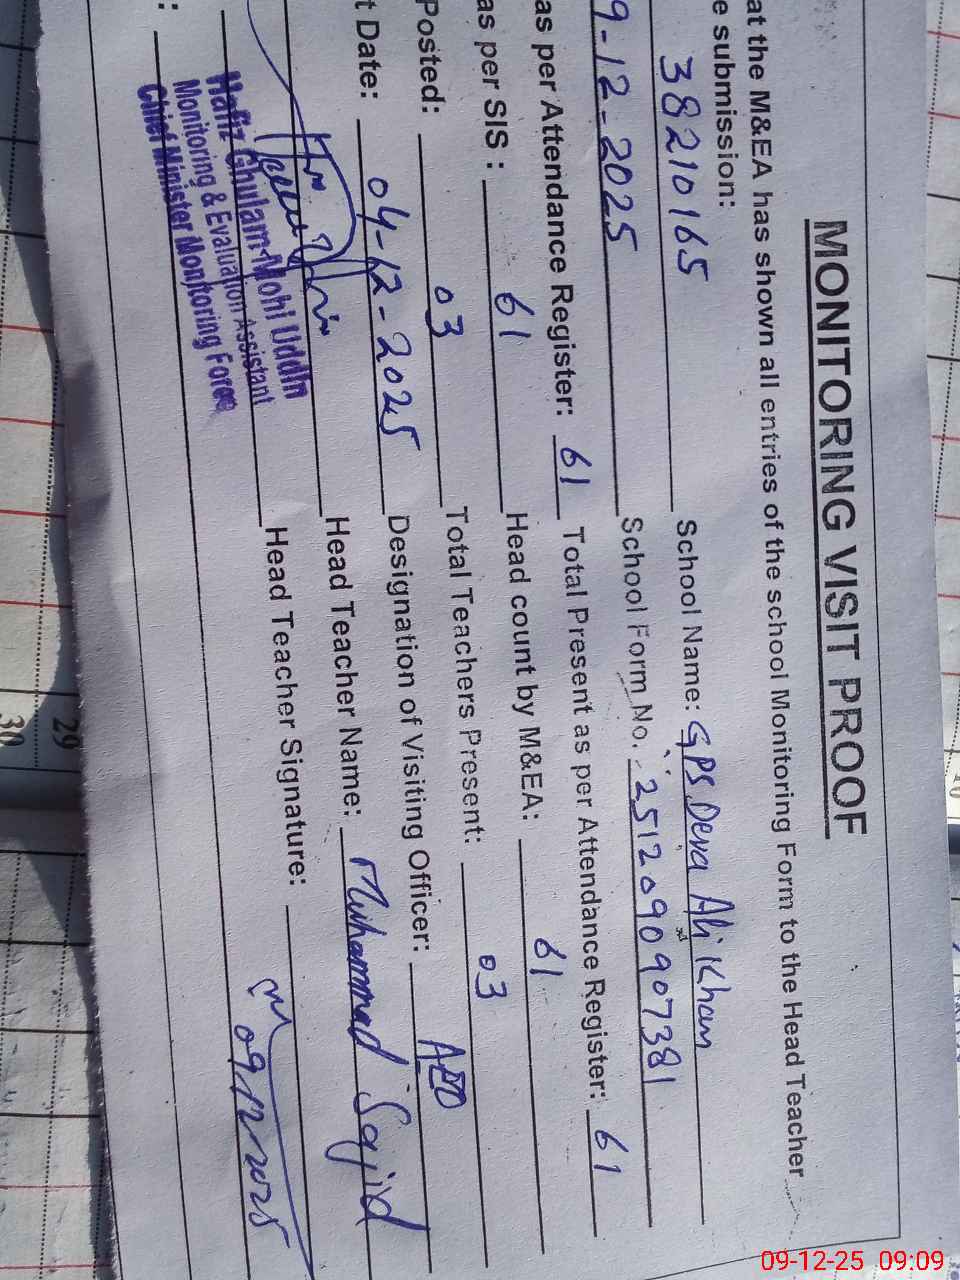 MONITORING VISIT PROOF
at the M&EA has shown all entries of the school Monitoring Form to the Head Teacher
e submission:
38210165 School Name: GPS Dera Ali Khan
9-12-2025 School Form No. 2512090907381
as per Attendance Register: 61 Total Present as per Attendance Register: 61
as per SIS : 61 Head count by M&EA: 61
Posted: 03 Total Teachers Present: 03
t Date: 04-12-2025 Designation of Visiting Officer: AEO
Head Teacher Name: Muhammad Sajid
: Head Teacher Signature: 09/12/2025
Hafiz Ghulam Mohi Uddin
Monitoring & Evaluation Assistant
Chief Minister Monitoring Force
29
30
09-12-25 09:09